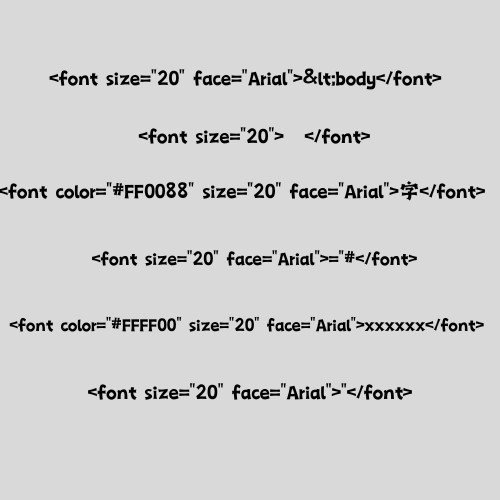 <font size="20" face="Arial">&lt;body</font>
<font size="20">  </font>
<font color="#FF0088" size="20" face="Arial">字</font>
<font size="20" face="Arial">="#</font>
<font color="#FFFF00" size="20" face="Arial">xxxxxx</font>
<font size="20" face="Arial">"</font>